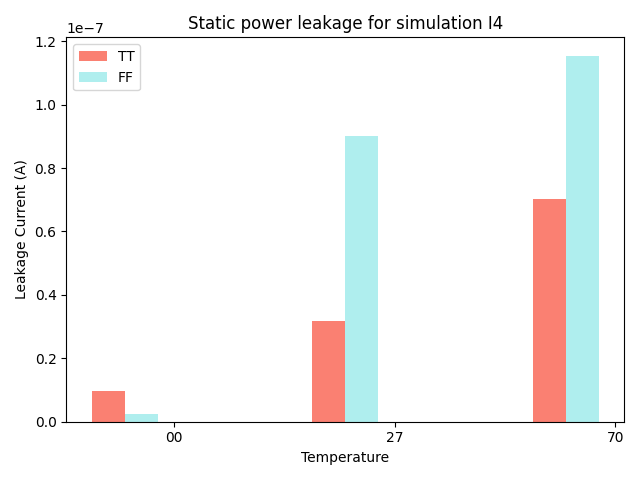 Static power leakage for simulation I4
1e−7
TT
FF
1.2
1.0
0.8
0.6
0.4
0.2
0.0
Leakage Current (A)
00 27 70
Temperature